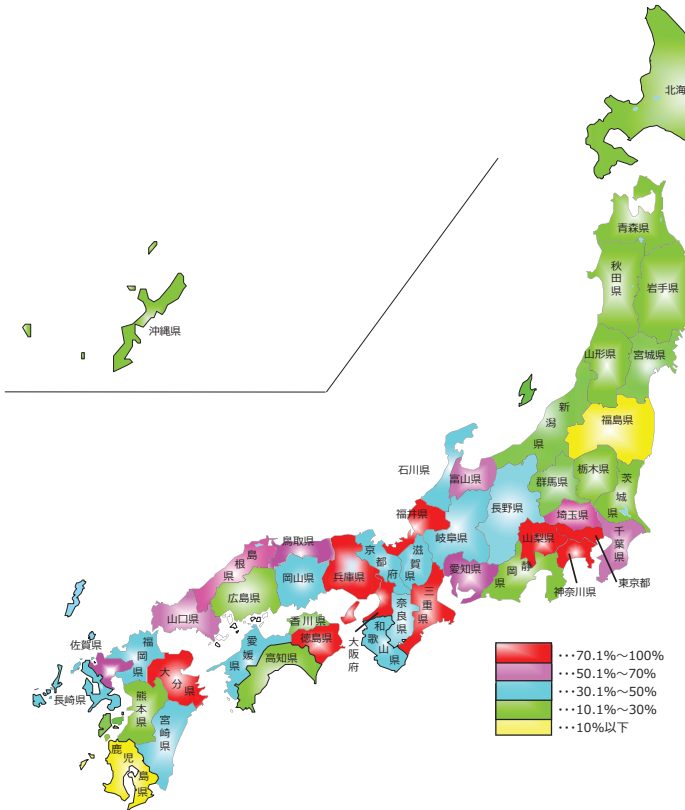 北海
青森県
秋田県
岩手県
沖縄県
山形県
宮城県
新潟県
福島県
石川県
富山県
群馬県
栃木県
茨城県
長野県
福井県
岐阜県
山梨県
埼玉県
千葉県
東京都
神奈川県
静岡県
愛知県
島根県
鳥取県
京都府
滋賀県
岡山県
兵庫県
三重県
広島県
奈良県
山口県
香川県
徳島県
大阪府
和歌山県
愛媛県
高知県
佐賀県
福岡県
大分県
長崎県
熊本県
宮崎県
鹿児島県
…70.1%～100%
…50.1%～70%
…30.1%～50%
…10.1%～30%
…10%以下